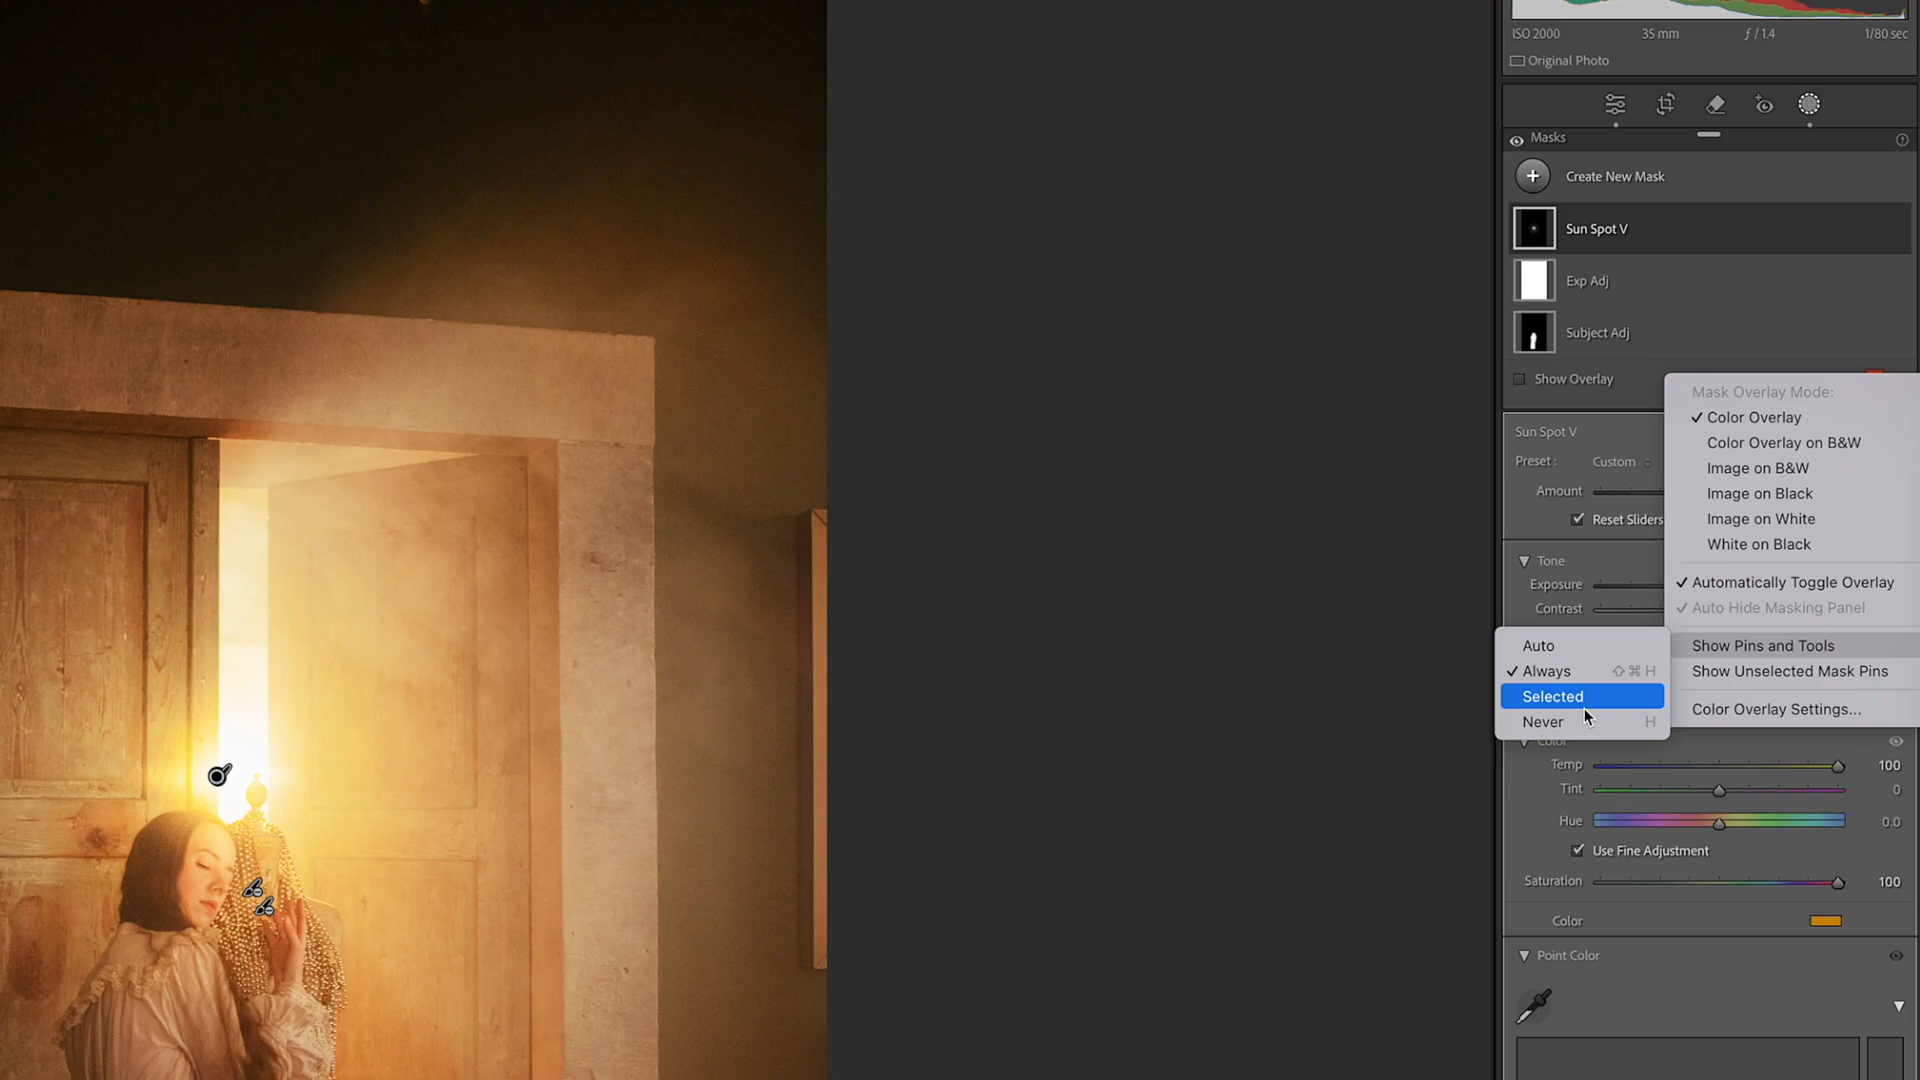 ISO 2000 35 mm ƒ / 1.4 1/80 sec
Original Photo
Masks
Create New Mask
Sun Spot V
Exp Adj
Subject Adj
Show Overlay
Mask Overlay Mode:
Color Overlay
Color Overlay on B&W
Image on B&W
Image on Black
Image on White
White on Black
Automatically Toggle Overlay
Auto Hide Masking Panel
Show Pins and Tools
Show Unselected Mask Pins
Color Overlay Settings...
Sun Spot V
Preset : Custom
Amount
Reset Sliders
Tone
Exposure
Contrast
Auto
Always ⇧ ⌘ H
Selected
Never H
Color
Temp 100
Tint 0
Hue 0.0
Use Fine Adjustment
Saturation 100
Color
Point Color